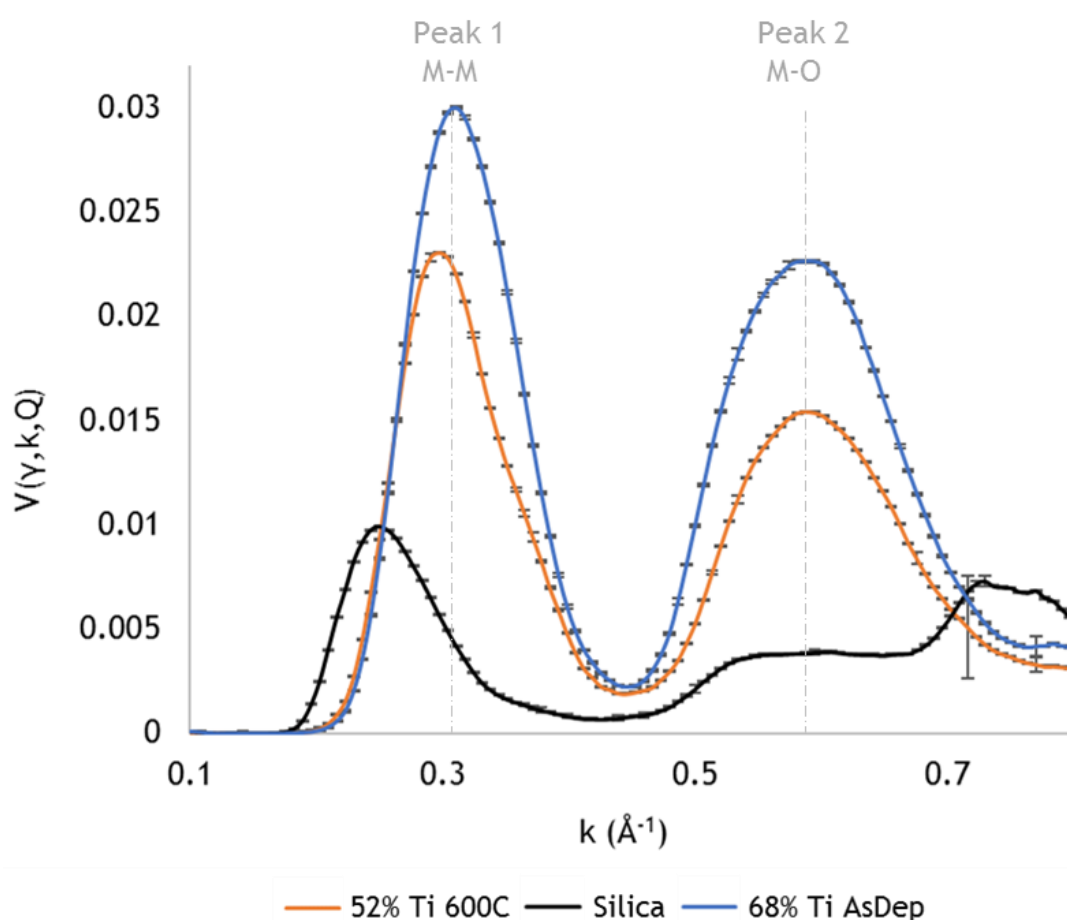 Peak 1
M-M
Peak 2
M-O
0.03
0.025
0.02
0.015
0.01
0.005
0
V(γ,k,Q)
0.1
0.3
0.5
0.7
k (Å⁻¹)
52% Ti 600C
Silica
68% Ti AsDep